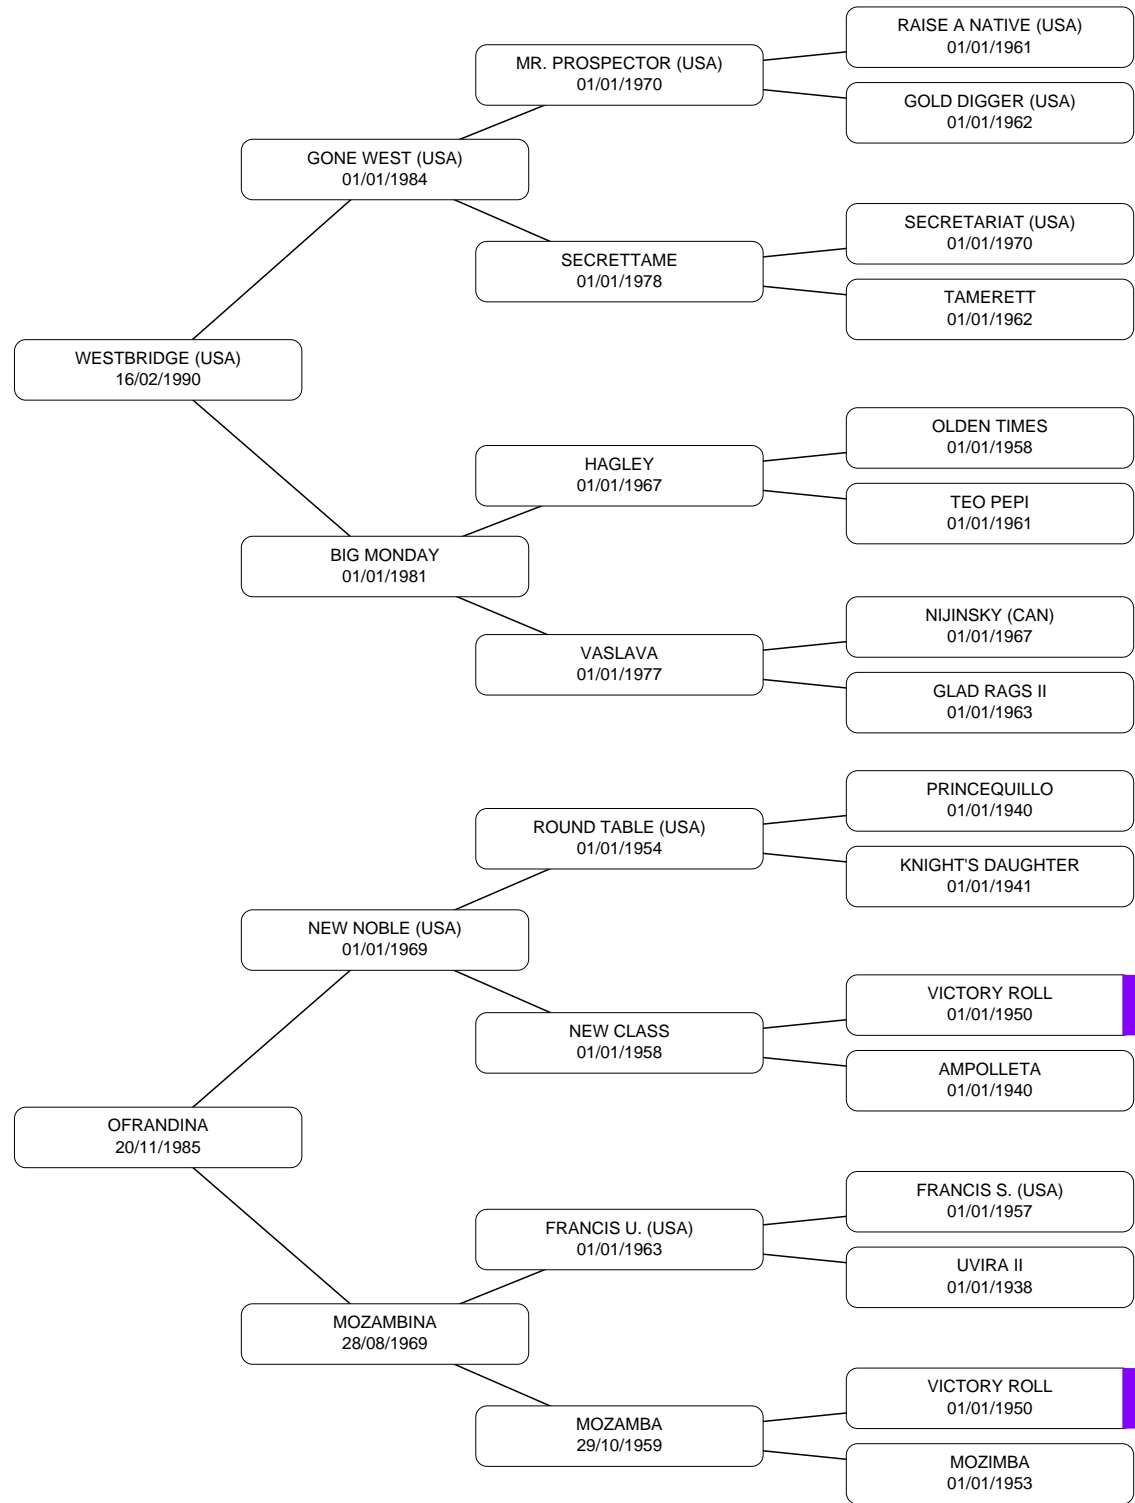 RAISE A NATIVE (USA)
01/01/1961
MR. PROSPECTOR (USA)
01/01/1970
GOLD DIGGER (USA)
01/01/1962
GONE WEST (USA)
01/01/1984
SECRETARIAT (USA)
01/01/1970
SECRETTAME
01/01/1978
TAMERETT
01/01/1962
WESTBRIDGE (USA)
16/02/1990
OLDEN TIMES
01/01/1958
HAGLEY
01/01/1967
TEO PEPI
01/01/1961
BIG MONDAY
01/01/1981
NIJINSKY (CAN)
01/01/1967
VASLAVA
01/01/1977
GLAD RAGS II
01/01/1963
PRINCEQUILLO
01/01/1940
ROUND TABLE (USA)
01/01/1954
KNIGHT'S DAUGHTER
01/01/1941
NEW NOBLE (USA)
01/01/1969
VICTORY ROLL
01/01/1950
NEW CLASS
01/01/1958
AMPOLLETA
01/01/1940
OFRANDINA
20/11/1985
FRANCIS S. (USA)
01/01/1957
FRANCIS U. (USA)
01/01/1963
UVIRA II
01/01/1938
MOZAMBINA
28/08/1969
VICTORY ROLL
01/01/1950
MOZAMBA
29/10/1959
MOZIMBA
01/01/1953